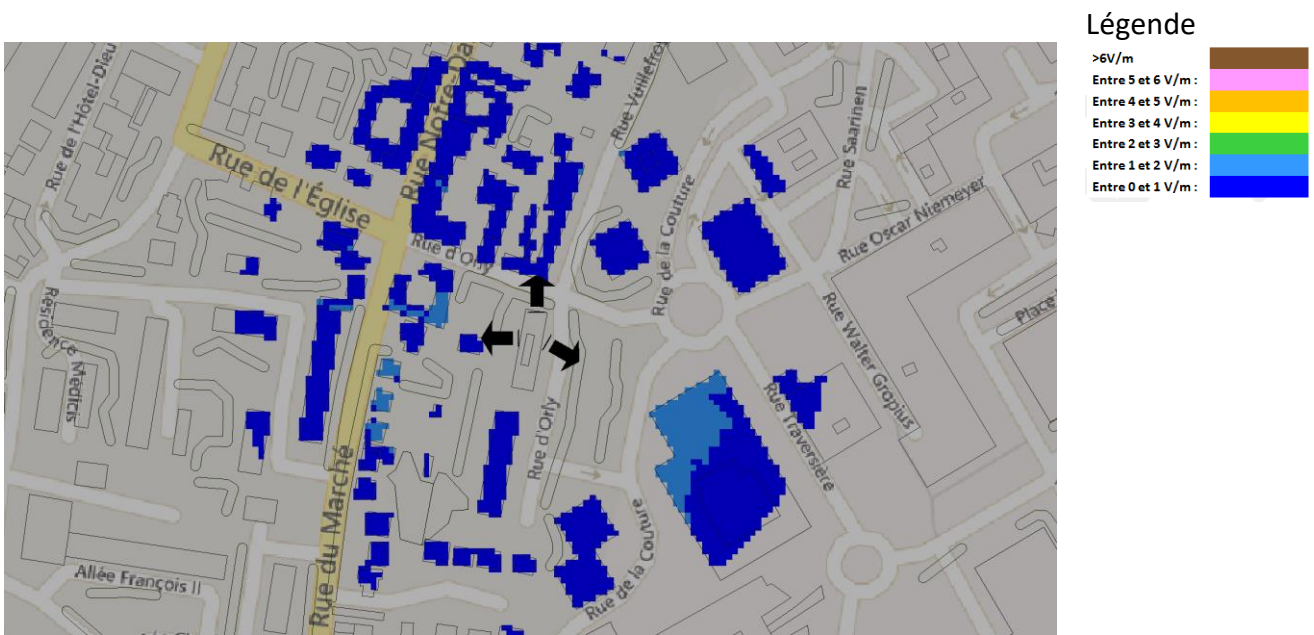 Légende
>6V/m
Entre 5 et 6 V/m :
Entre 4 et 5 V/m :
Entre 3 et 4 V/m :
Entre 2 et 3 V/m :
Entre 1 et 2 V/m :
Entre 0 et 1 V/m :
Rue de l'Hôtel-Dieu
Rue Notre-Da
Rue Vuillefroy
Rue Saarinen
Rue de l'Église
Rue de la Couture
Rue Oscar Niemeyer
Rue d'Orly
Résidence Médicis
Place
Rue Walter Gropius
Rue Traversière
Rue d'Orly
Rue du Marché
Rue de la Couture
Allée François II